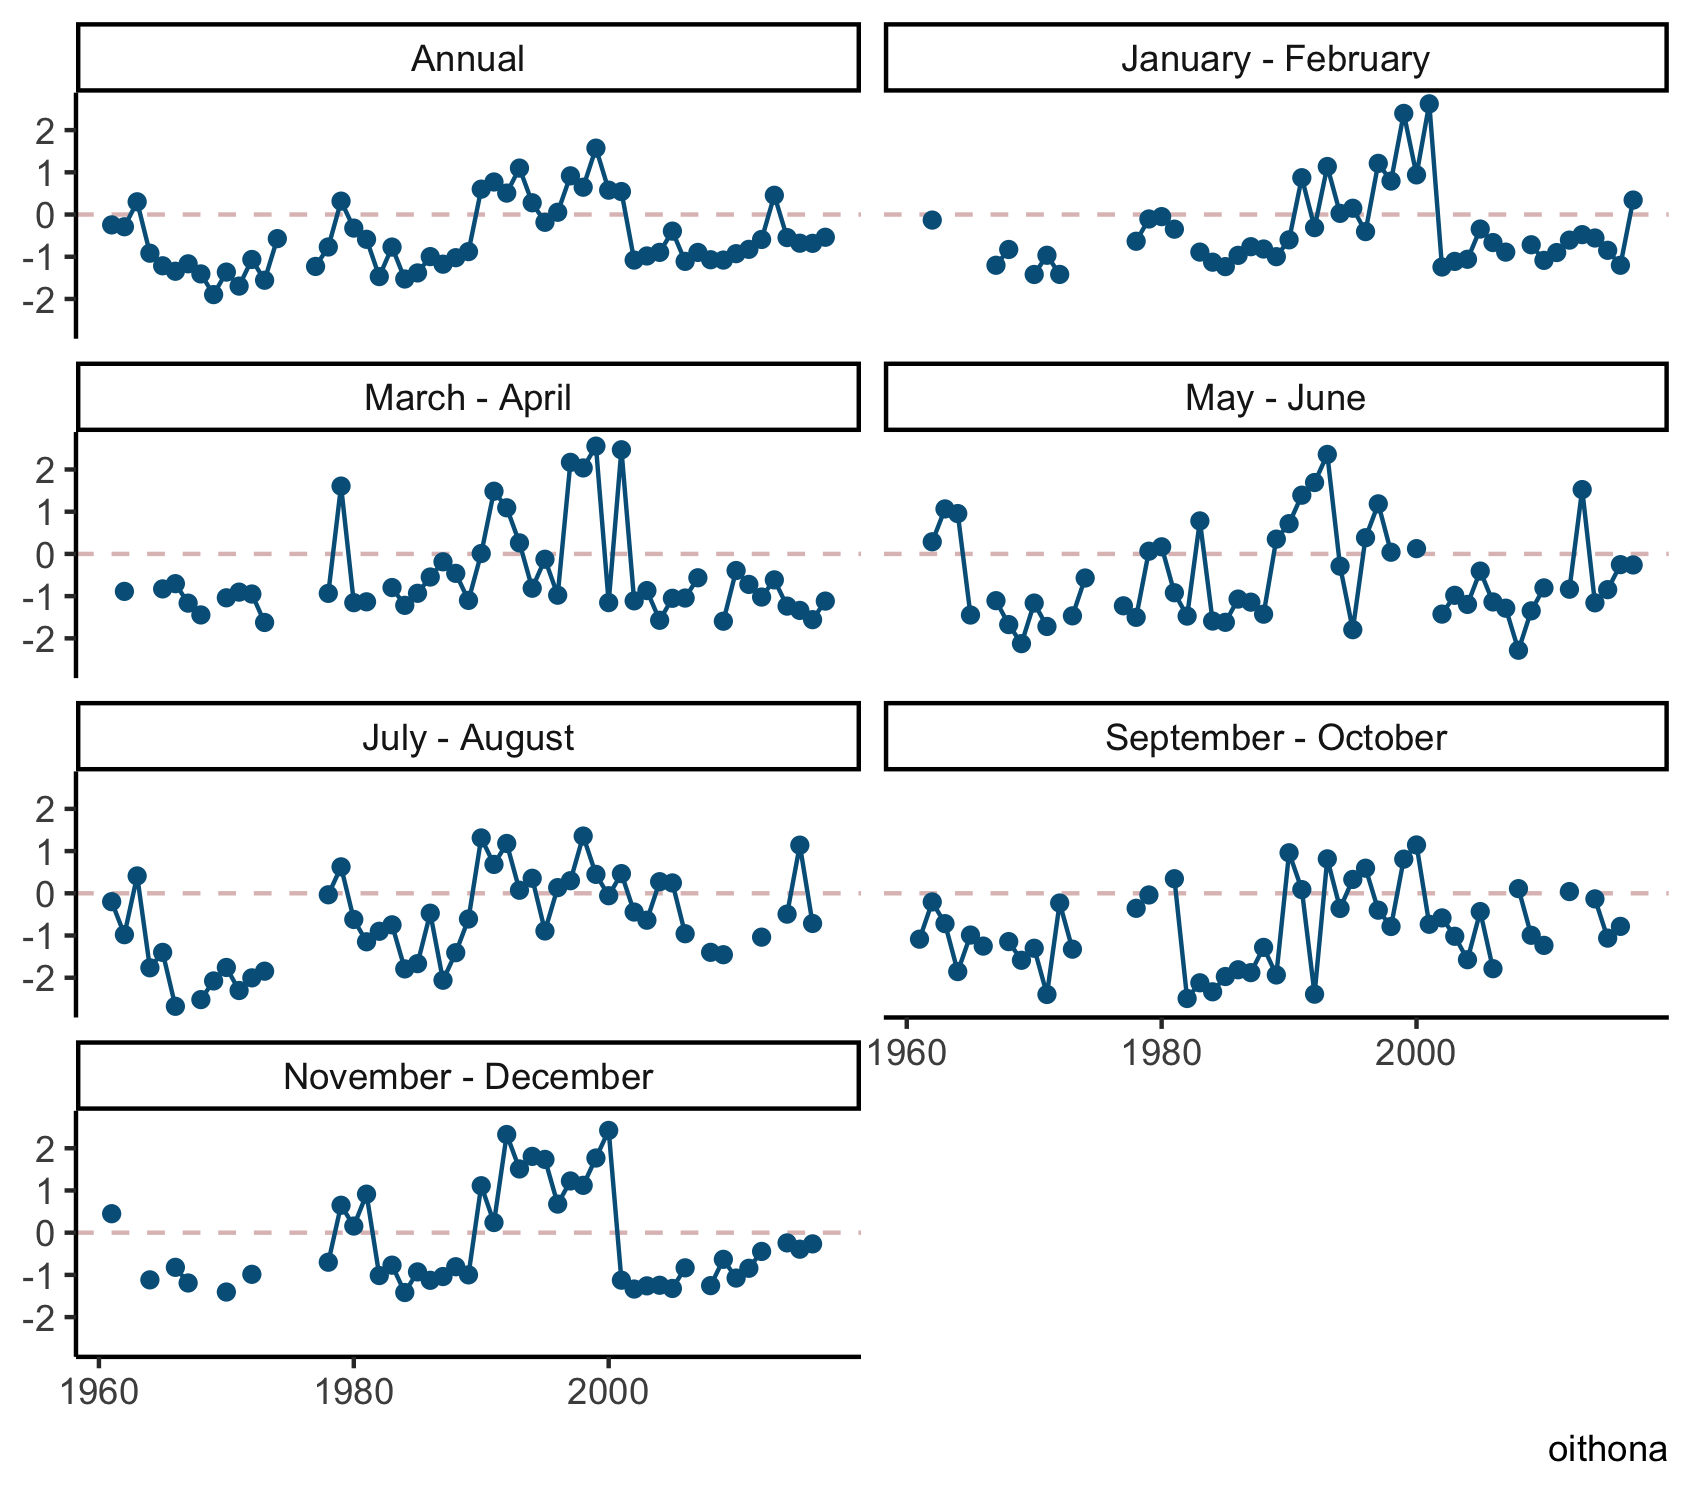 Annual
January - February
2
1
0
-1
-2
March - April
May - June
2
1
0
-1
-2
July - August
September - October
2
1
0
-1
-2
1960 1980 2000
November - December
2
1
0
-1
-2
1960 1980 2000
oithona